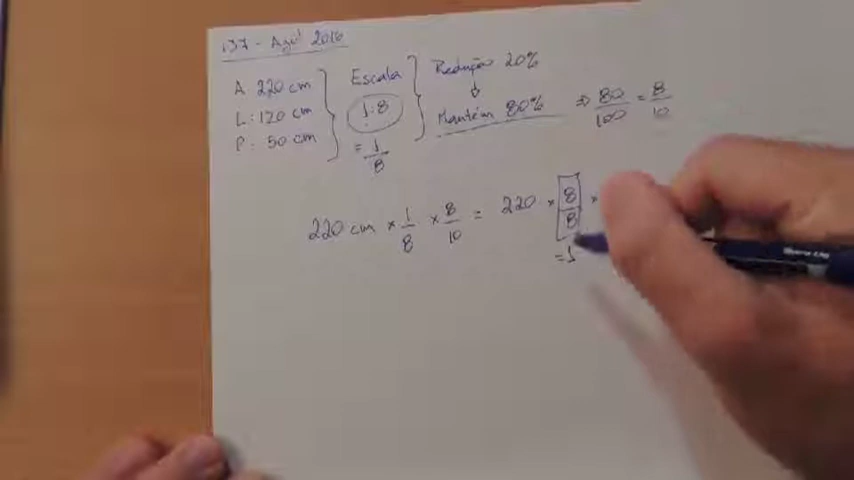 137 - Azul 2016
A 220 cm
L: 120 cm
P: 50 cm
Escala
1:8
= 1/8
Redução 20%
↓
Mantém 80% ⇒ 80/100 = 8/10
220 cm × 1/8 × 8/10 = 220 × 8/8 ×
= 1